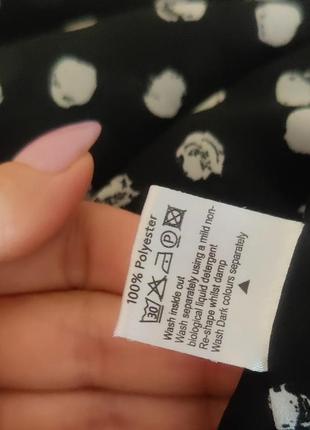 100% Polyester
30 P
Wash inside out
Wash separately using a mild non-
biological liquid detergent
Re-shape whilst damp
Wash Dark colours separately